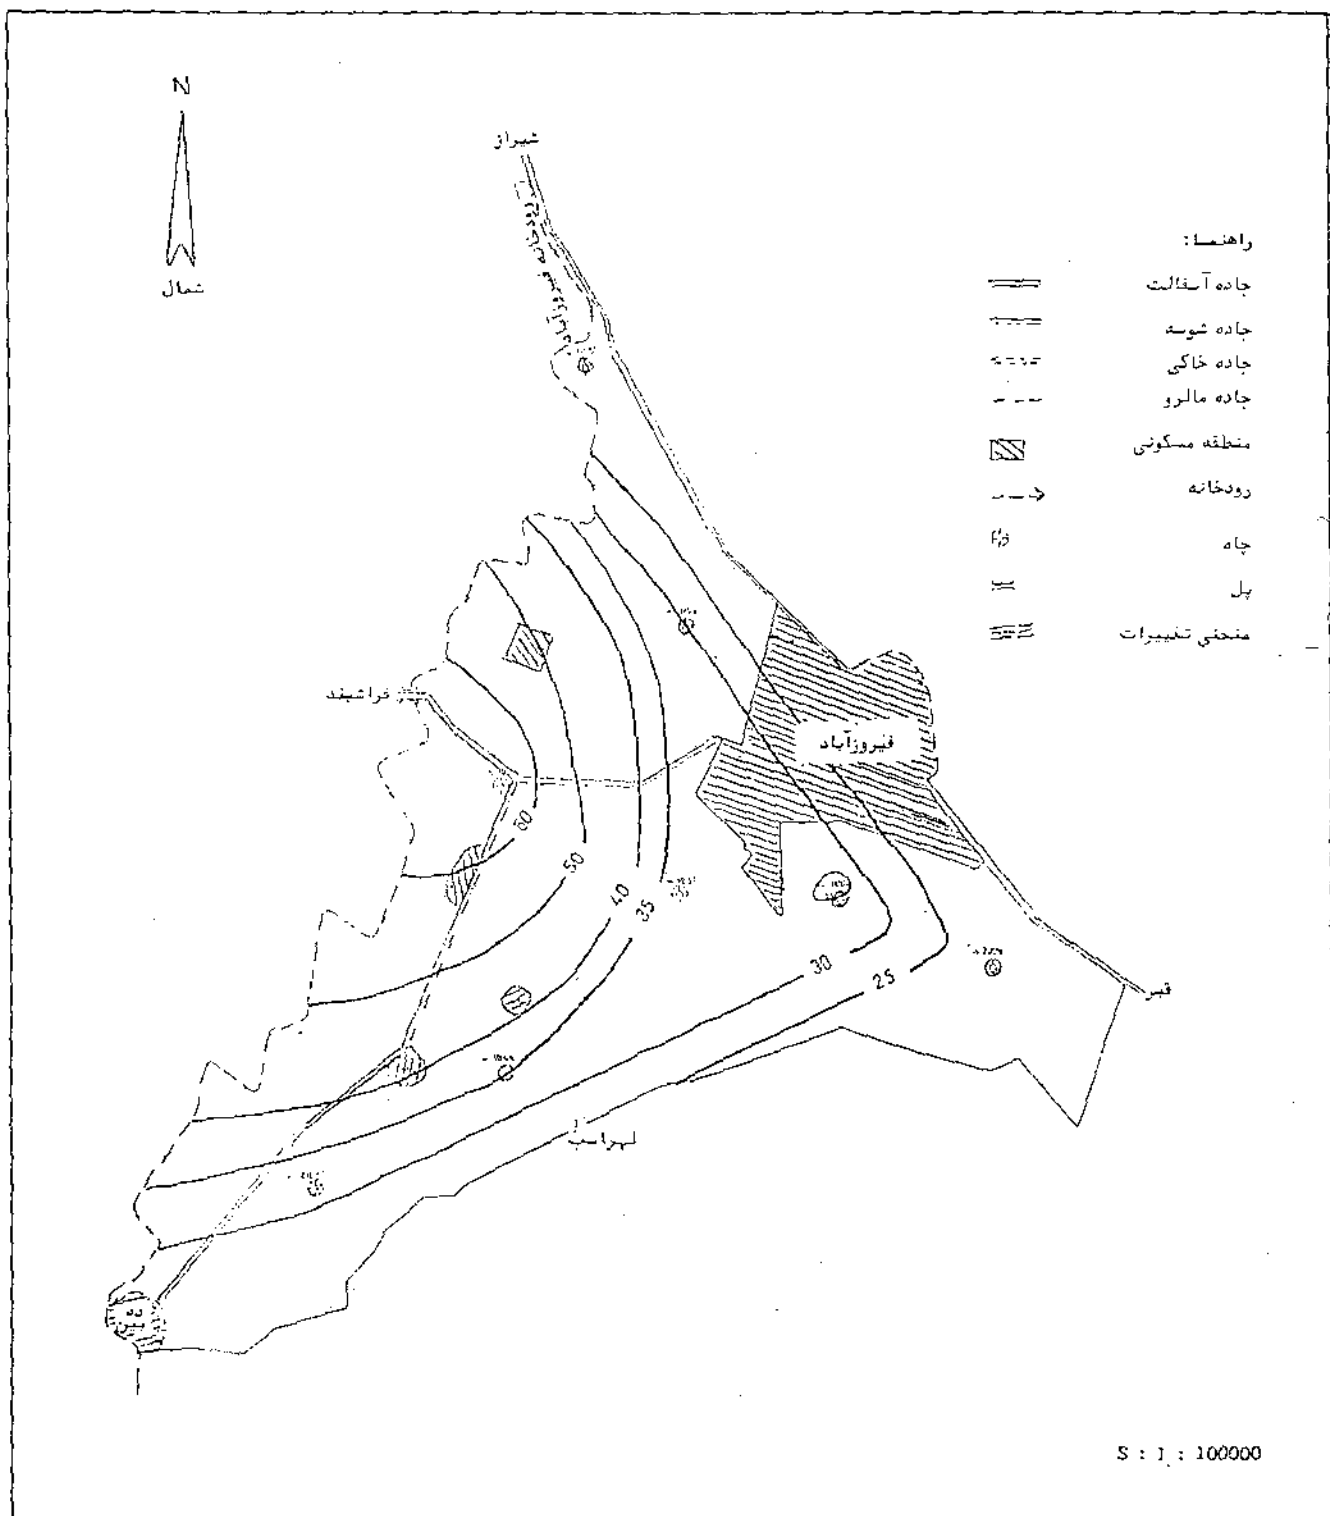 N
شمال
شیراز
رودخانه فیروزآباد
راهنما:
جاده آسفالت
جاده شوسه
جاده خاکی
جاده مالرو
منطقه مسکونی
رودخانه
چاه
پل
منحنی تغییرات
فراشبند
فیروزآباد
60
50
40
35
30
25
قیر
لهراسب
ده
S : 1 : 100000